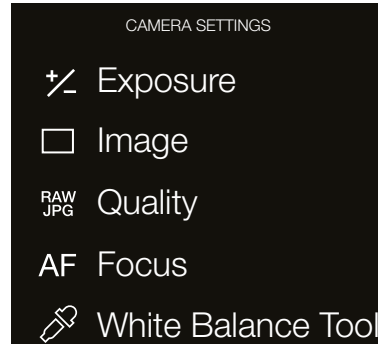 CAMERA SETTINGS
+/- Exposure
Image
RAW JPG Quality
AF Focus
White Balance Tool